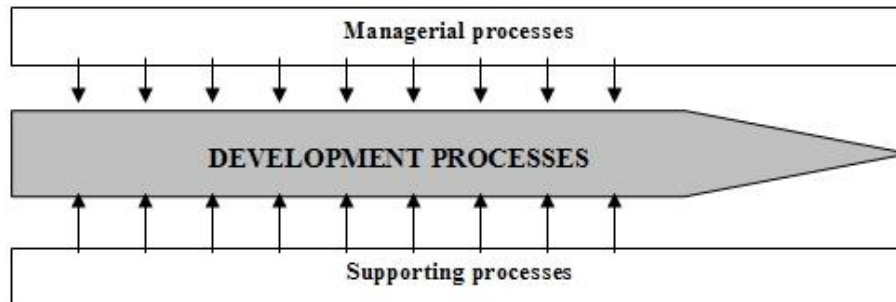 Managerial processes
DEVELOPMENT PROCESSES
Supporting processes